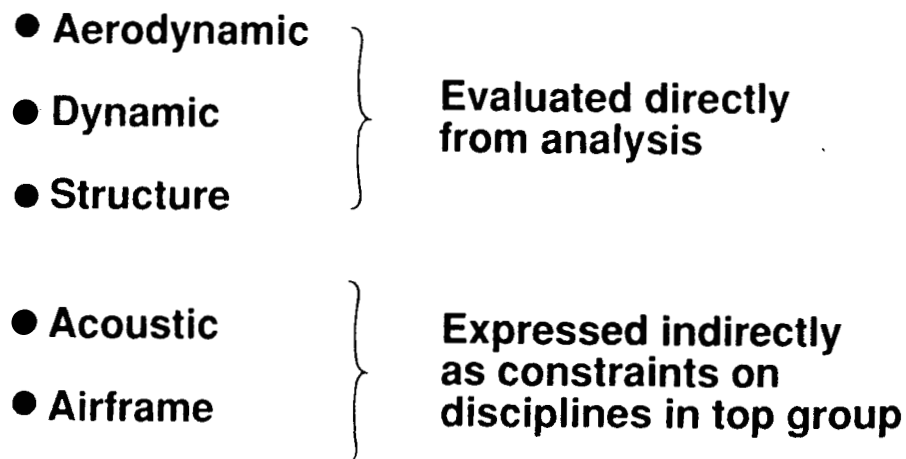 ● Aerodynamic
● Dynamic
● Structure
Evaluated directly
from analysis
● Acoustic
● Airframe
Expressed indirectly
as constraints on
disciplines in top group